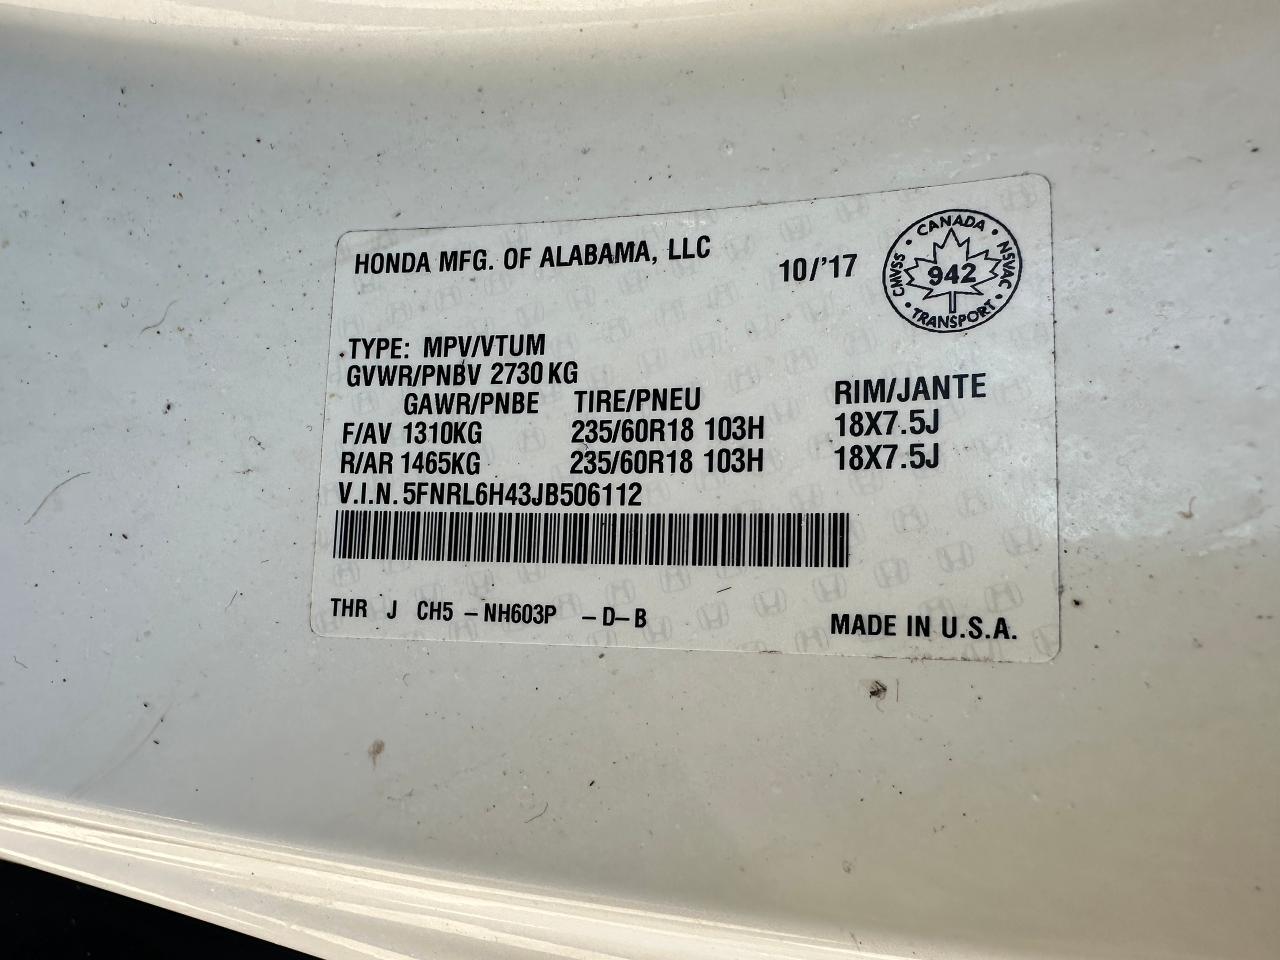 HONDA MFG. OF ALABAMA, LLC 10/'17
CANADA
CMVSS 942 NSVAC
TRANSPORT
TYPE: MPV/VTUM
GVWR/PNBV 2730 KG
GAWR/PNBE TIRE/PNEU RIM/JANTE
F/AV 1310KG 235/60R18 103H 18X7.5J
R/AR 1465KG 235/60R18 103H 18X7.5J
V.I.N. 5FNRL6H43JB506112
THR J CH5 – NH603P – D– B MADE IN U.S.A.